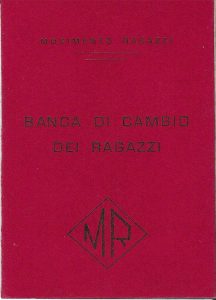 MOVIMENTO RAGAZZI
BANCA DI CAMBIO
DEI RAGAZZI
MR